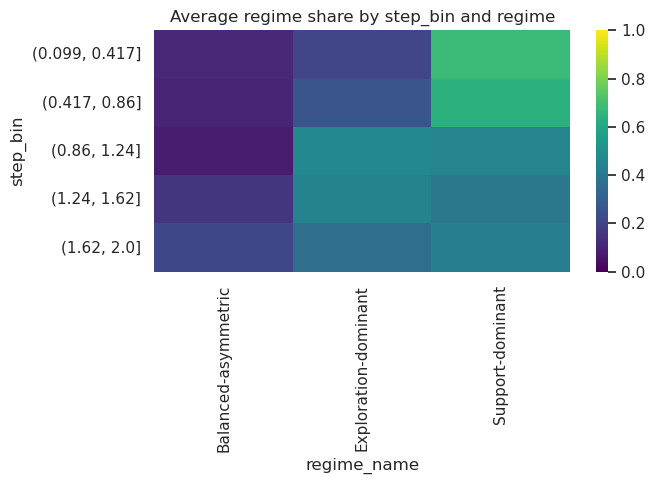 Average regime share by step_bin and regime
step_bin
(0.099, 0.417]
(0.417, 0.86]
(0.86, 1.24]
(1.24, 1.62]
(1.62, 2.0]
Balanced-asymmetric
Exploration-dominant
Support-dominant
regime_name
1.0
0.8
0.6
0.4
0.2
0.0